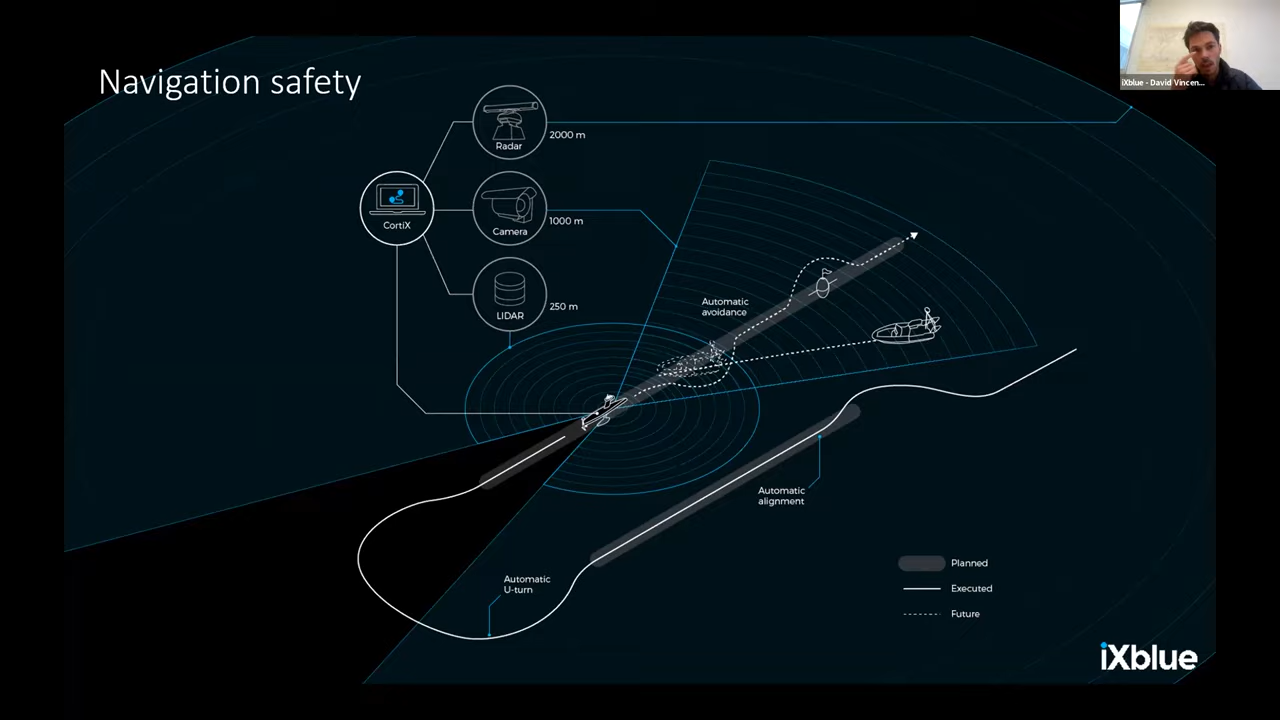 Navigation safety
iXblue - David Vincen...
Radar
2000 m
CortiX
Camera
1000 m
LIDAR
250 m
Automatic
avoidance
Automatic
alignment
Automatic
U-turn
Planned
Executed
Future
iXblue